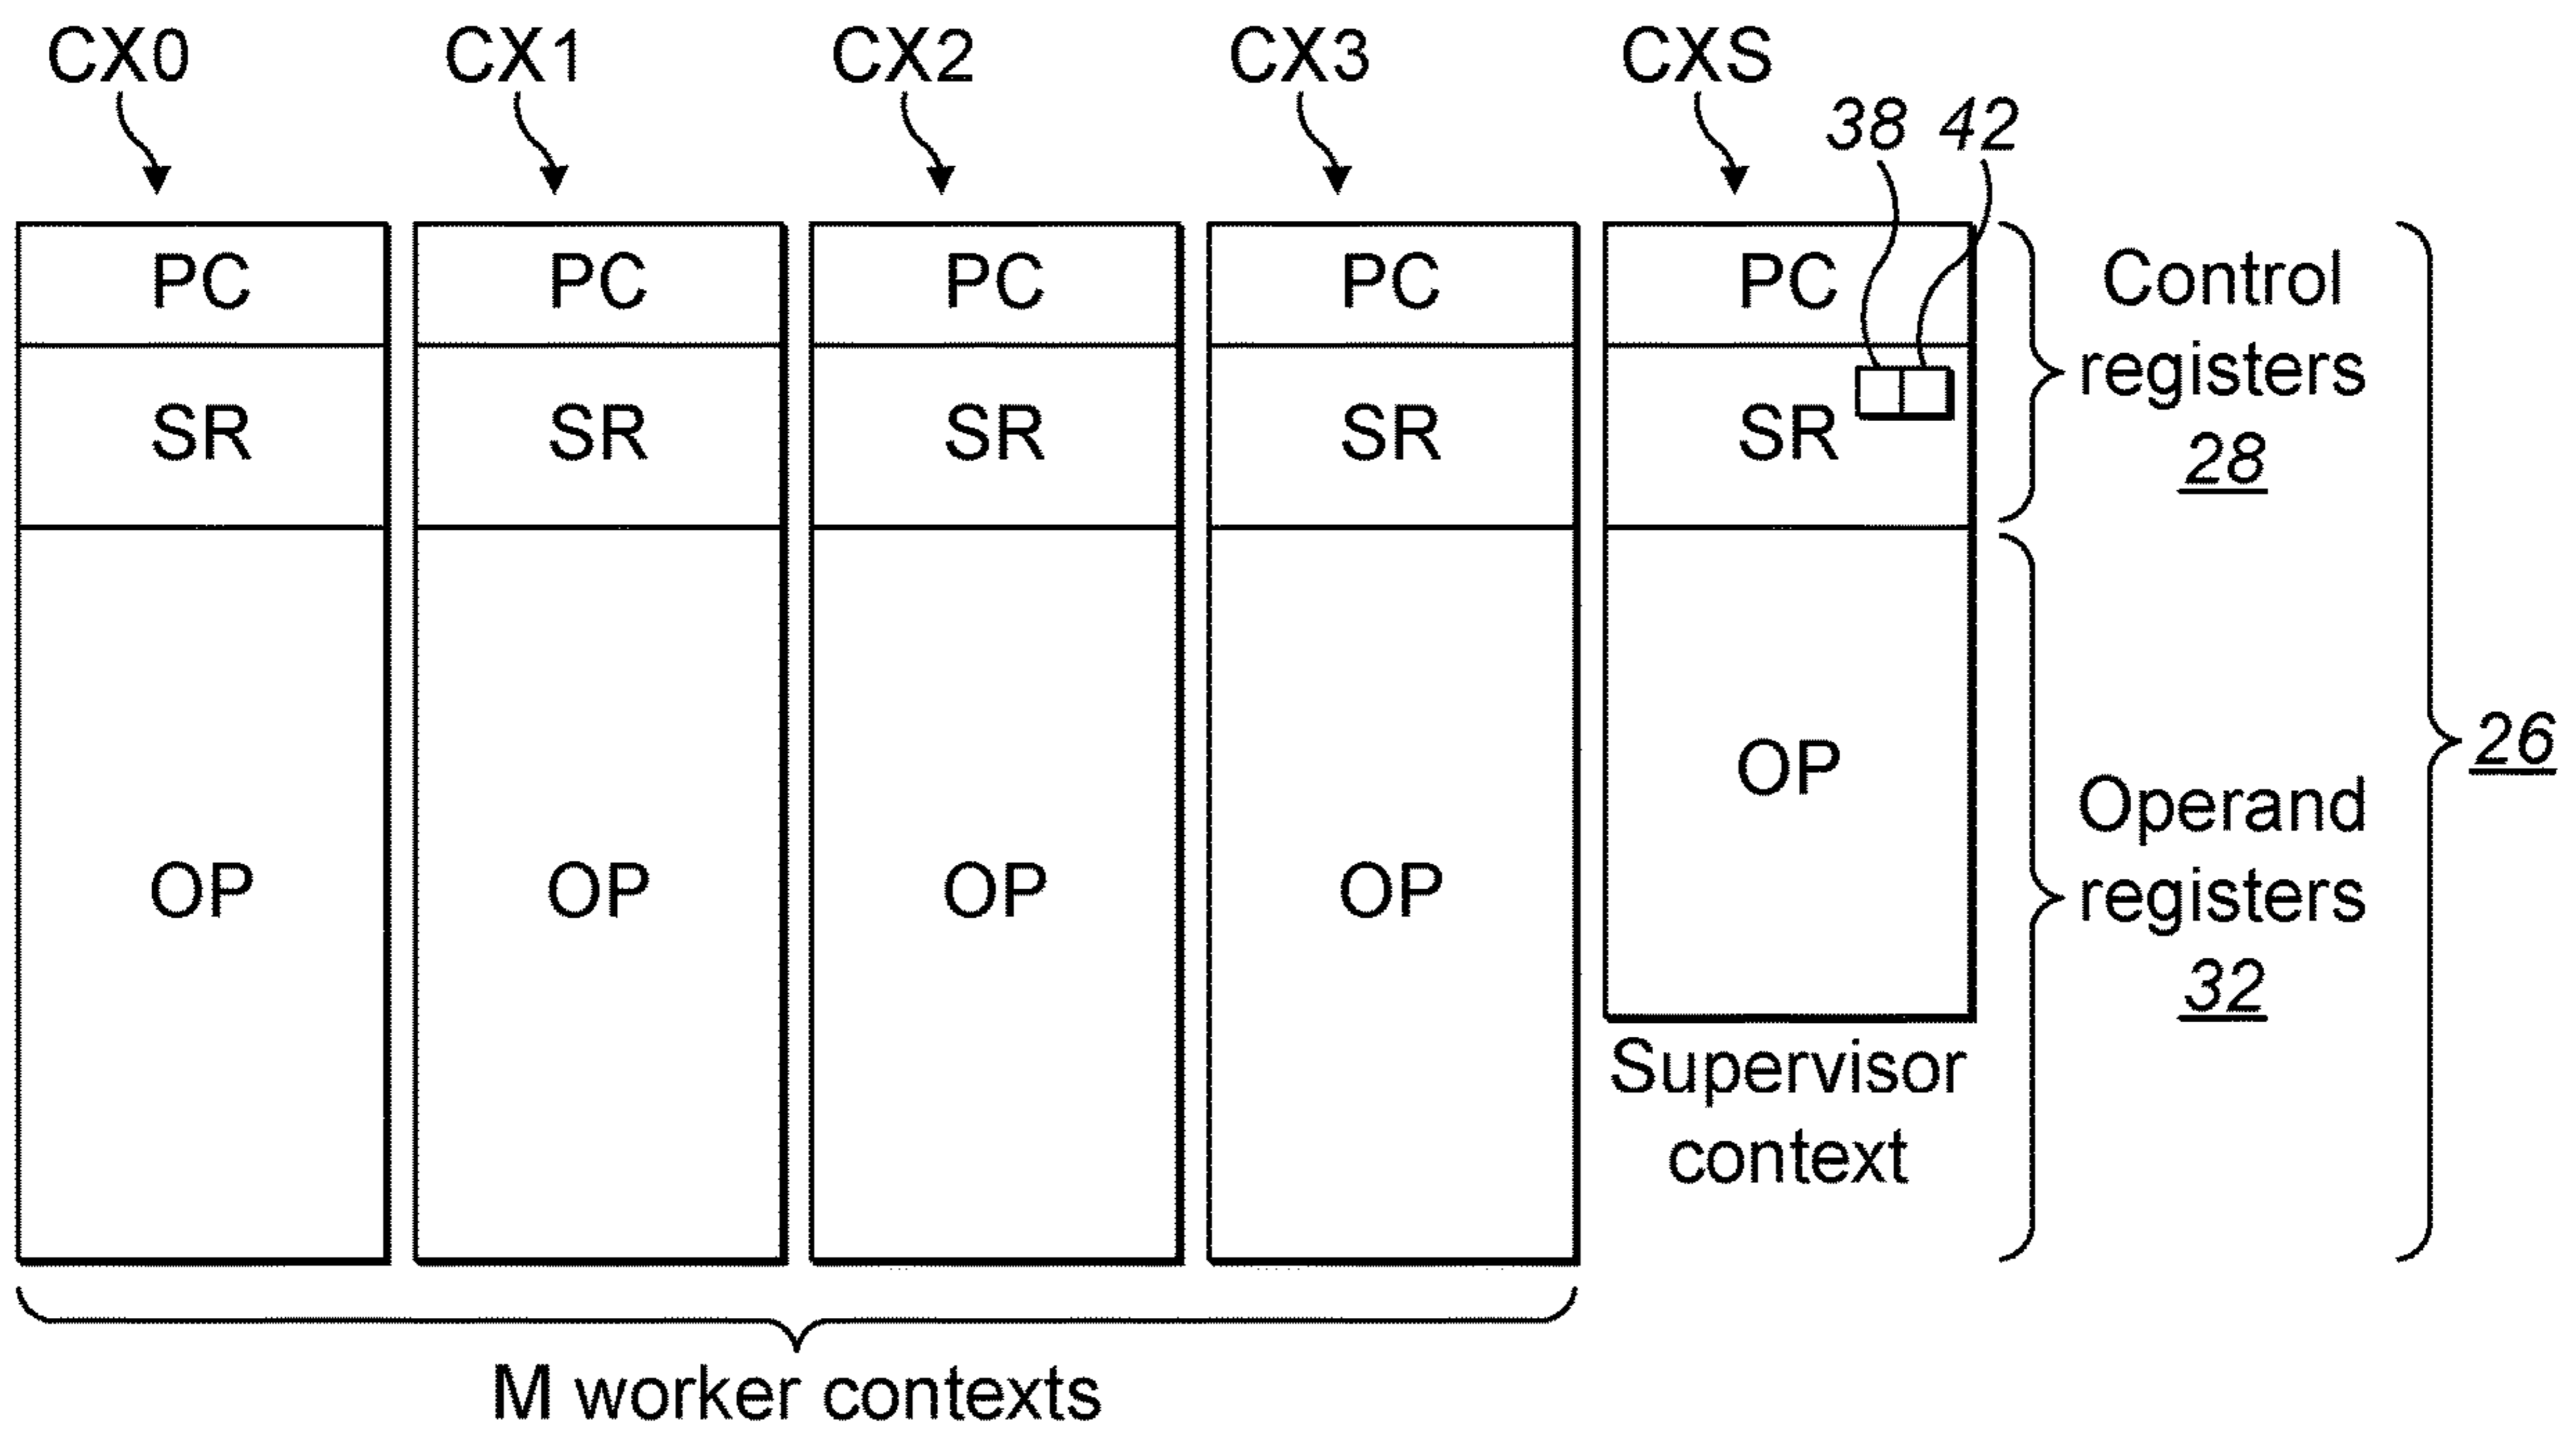 CX0 CX1 CX2 CX3 CXS
38 42
PC PC PC PC PC
SR SR SR SR SR
Control
registers
28
OP OP OP OP OP
26
Operand
registers
32
Supervisor
context
M worker contexts